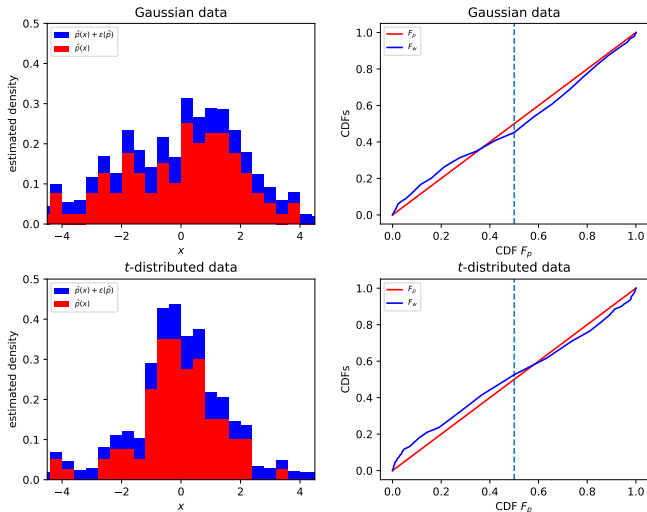 Gaussian data
estimated density
0.5
0.4
0.3
0.2
0.1
0.0
−4 −2 0 2 4
x
p̂(x) + ε(p̂)
p̂(x)
Gaussian data
CDFs
1.0
0.8
0.6
0.4
0.2
0.0
0.0 0.2 0.4 0.6 0.8 1.0
CDF Fₚ
Fₚ
F_w
t-distributed data
estimated density
0.5
0.4
0.3
0.2
0.1
0.0
−4 −2 0 2 4
x
p̂(x) + ε(p̂)
p̂(x)
t-distributed data
CDFs
1.0
0.8
0.6
0.4
0.2
0.0
0.0 0.2 0.4 0.6 0.8 1.0
CDF Fₚ
Fₚ
F_w